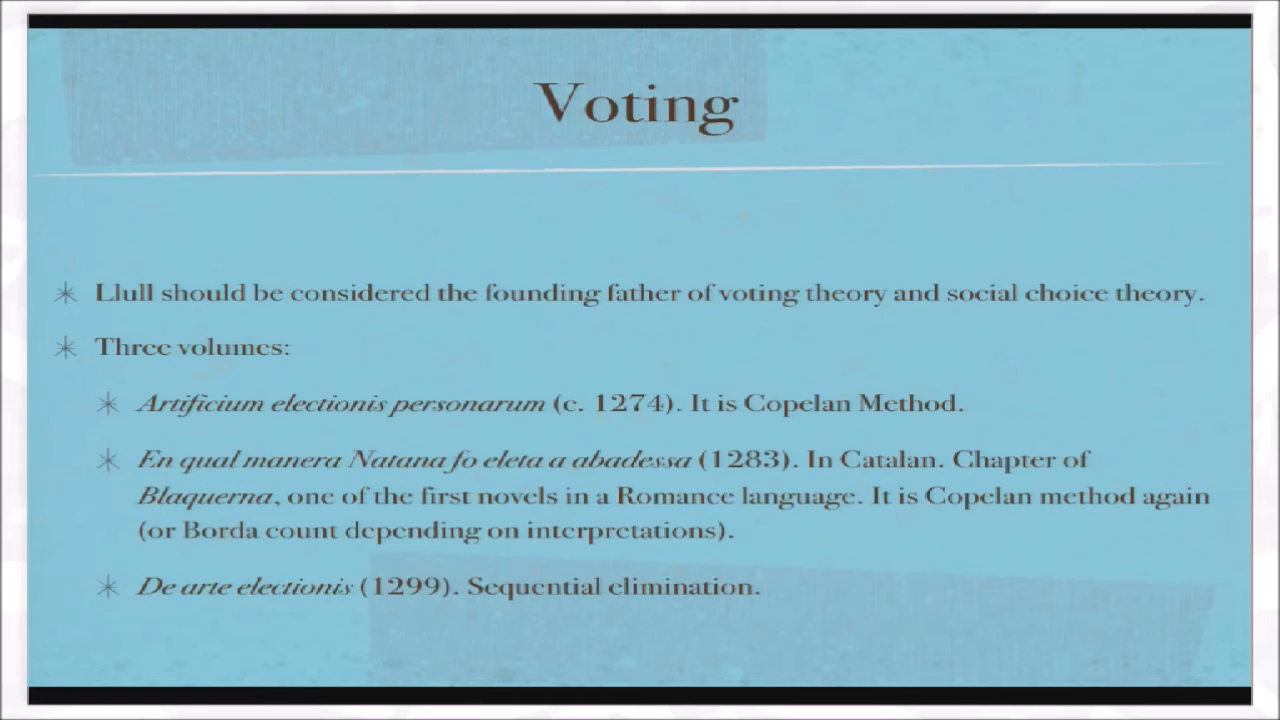 Voting
Llull should be considered the founding father of voting theory and social choice theory.
Three volumes:
Artificium electionis personarum (c. 1274). It is Copelan Method.
En qual manera Natana fo eleta a abadessa (1283). In Catalan. Chapter of
Blaquerna, one of the first novels in a Romance language. It is Copelan method again
(or Borda count depending on interpretations).
De arte electionis (1299). Sequential elimination.